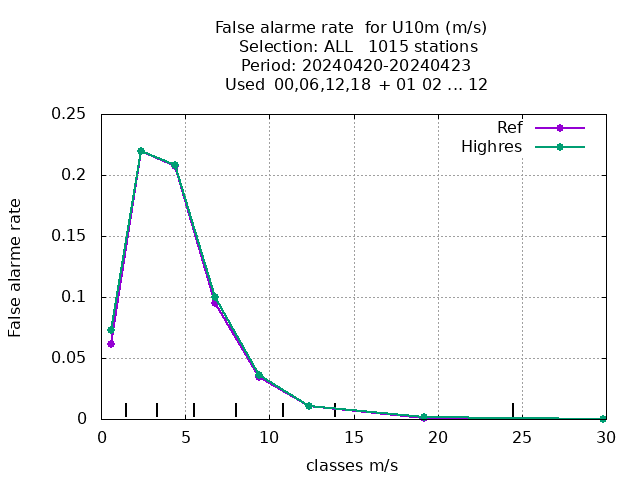 False alarme rate  for U10m (m/s)
Selection: ALL   1015 stations
Period: 20240420-20240423
Used  00,06,12,18 + 01 02 ... 12
Ref
Highres
False alarme rate
0.25
0.2
0.15
0.1
0.05
0
0 5 10 15 20 25 30
classes m/s